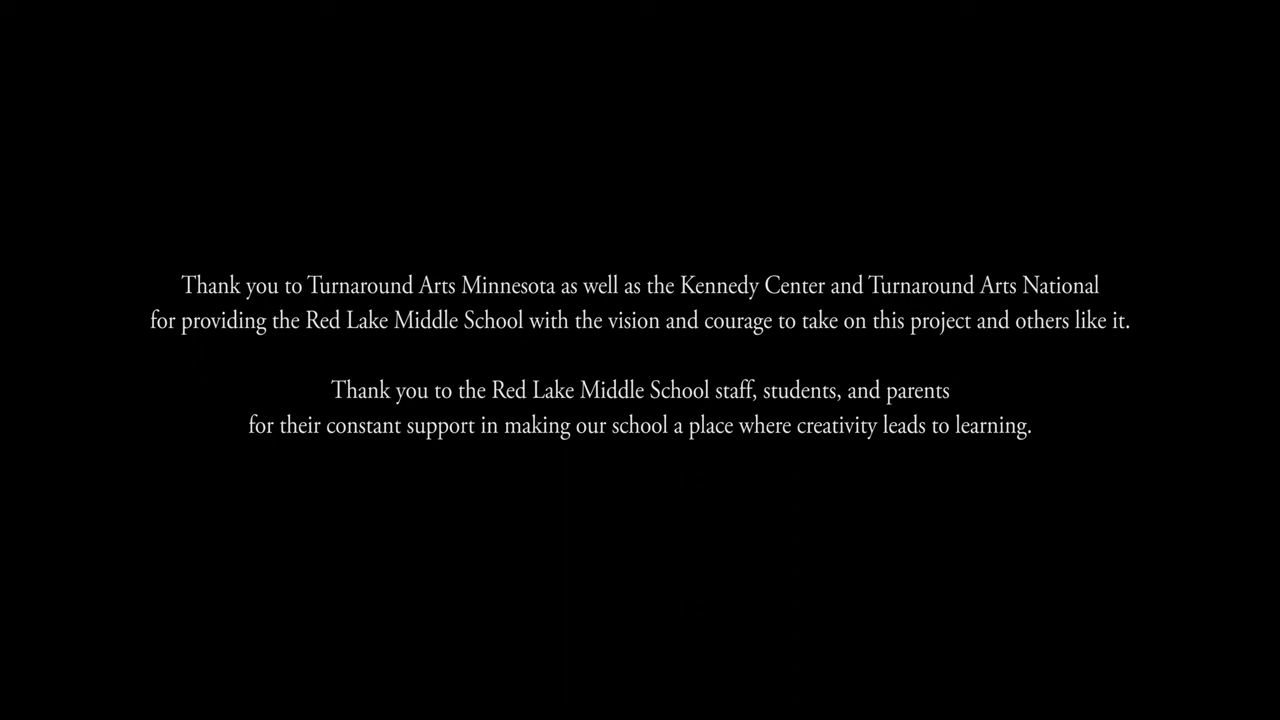 Thank you to Turnaround Arts Minnesota as well as the Kennedy Center and Turnaround Arts National
for providing the Red Lake Middle School with the vision and courage to take on this project and others like it.
Thank you to the Red Lake Middle School staff, students, and parents
for their constant support in making our school a place where creativity leads to learning.